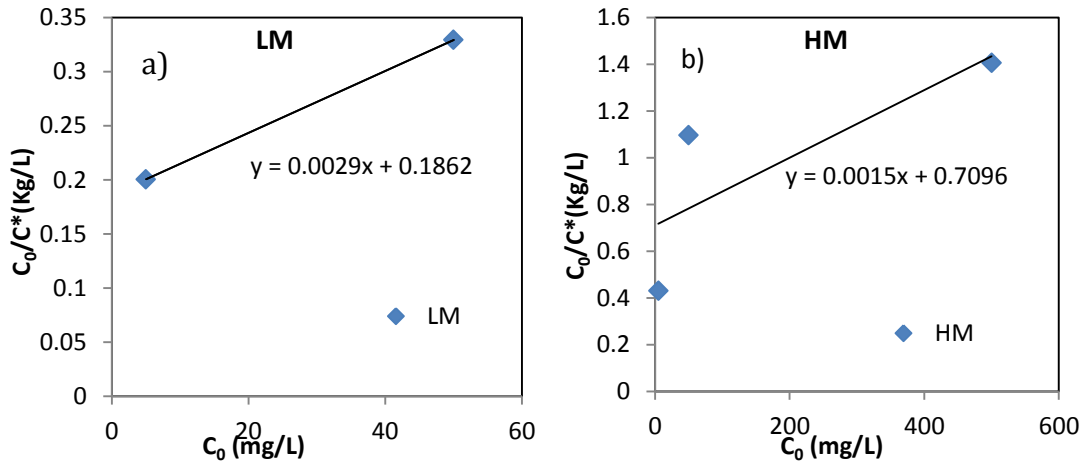 LM
a)
0.35
0.3
0.25
0.2
0.15
0.1
0.05
0
C₀/C*(Kg/L)
y = 0.0029x + 0.1862
LM
0 20 40 60
C₀ (mg/L)
HM
b)
1.6
1.4
1.2
1
0.8
0.6
0.4
0.2
0
C₀/C*(Kg/L)
y = 0.0015x + 0.7096
HM
0 200 400 600
C₀ (mg/L)